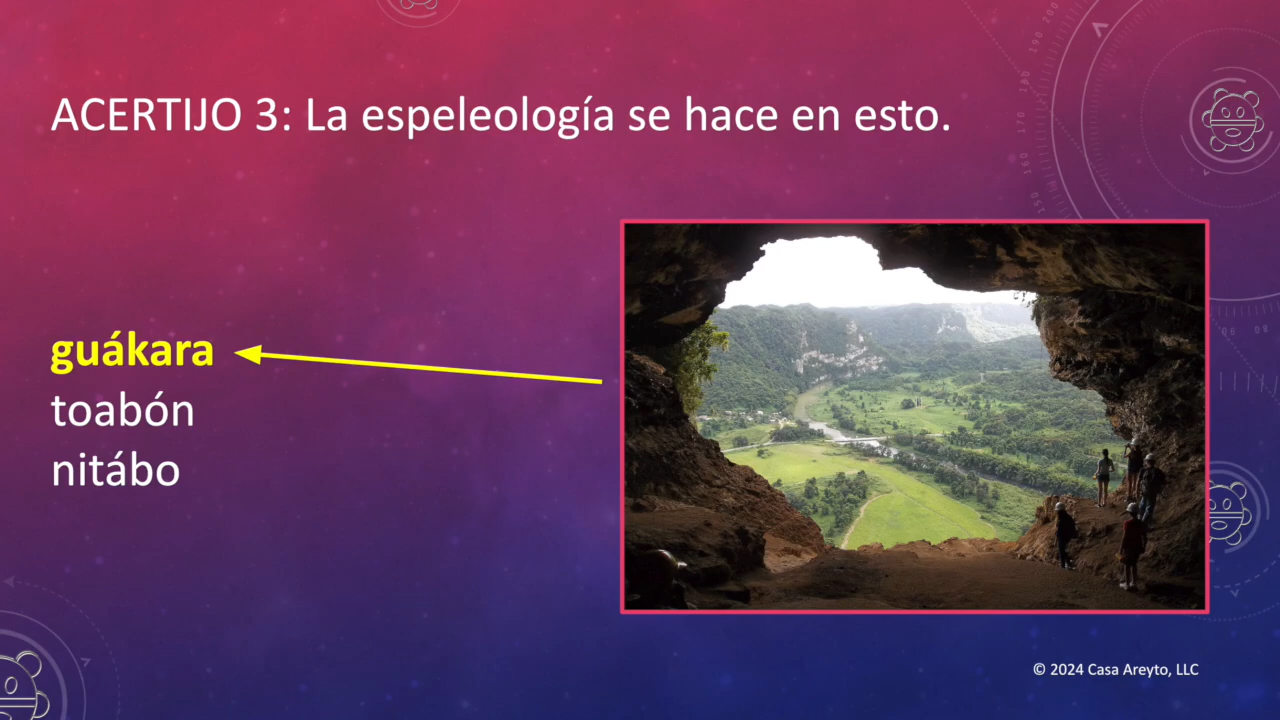 ACERTIJO 3: La espeleología se hace en esto.
guákara
toabón
nitábo
© 2024 Casa Areyto, LLC